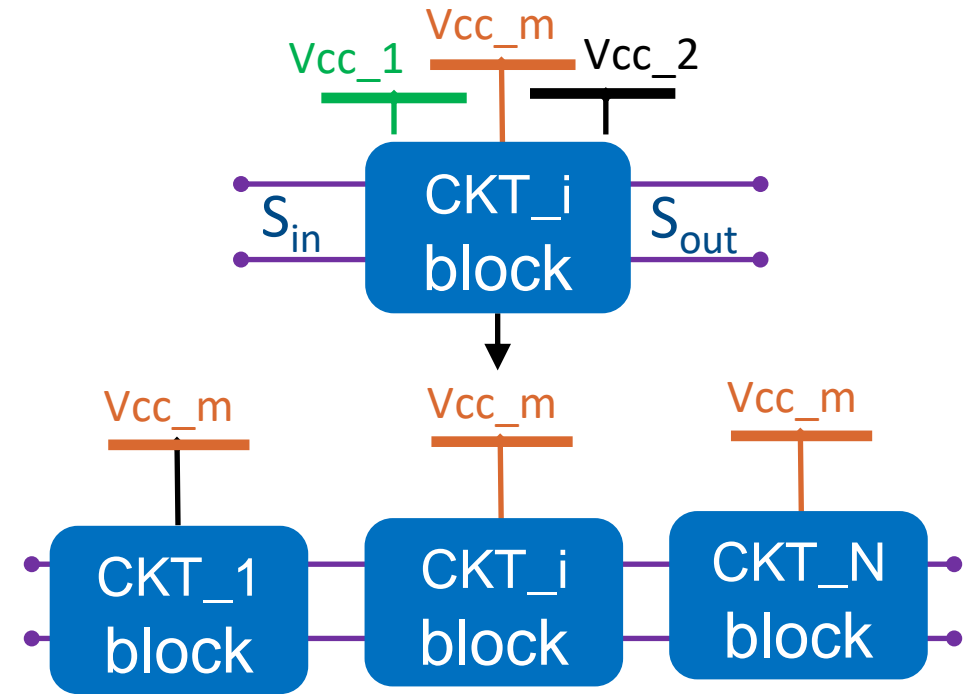 Vcc_m
Vcc_1
Vcc_2
CKT_i
block
S_in
S_out
Vcc_m
Vcc_m
Vcc_m
CKT_1
block
CKT_i
block
CKT_N
block